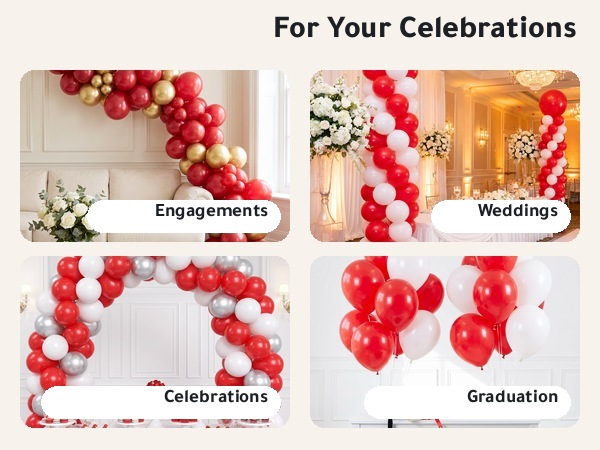 For Your Celebrations
Engagements
Weddings
Celebrations
Graduation